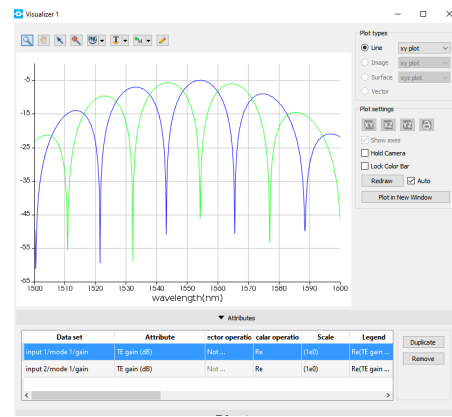 Visualizer 1
Plot types
Line xy plot
Image xy plot
Surface xyz plot
Vector
Plot settings
XY XZ YZ
Show axes
Hold Camera
Lock Color Bar
Redraw Auto
Plot in New Window
-5
-15
-25
-35
-45
-55
-65
1500 1510 1520 1530 1540 1550 1560 1570 1580 1590 1600
wavelength(nm)
Attributes
Data set Attribute ector operatio calar operatio Scale Legend
input 1/mode 1/gain TE gain (dB) Not ... Re (1e0) Re(TE gain ...
input 2/mode 1/gain TE gain (dB) Not ... Re (1e0) Re(TE gain ...
Duplicate
Remove